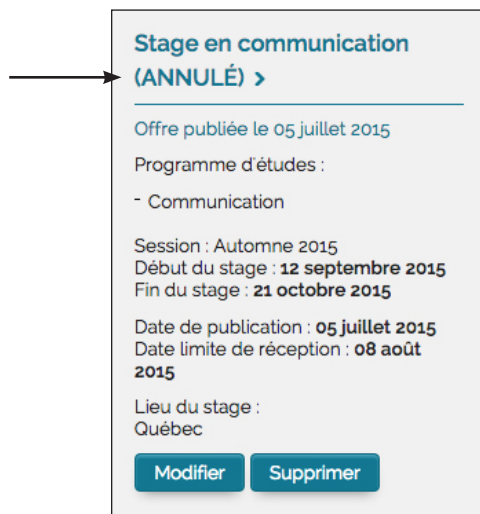 Stage en communication
(ANNULÉ) >
Offre publiée le 05 juillet 2015
Programme d'études :
- Communication
Session : Automne 2015
Début du stage : 12 septembre 2015
Fin du stage : 21 octobre 2015
Date de publication : 05 juillet 2015
Date limite de réception : 08 août
2015
Lieu du stage :
Québec
Modifier Supprimer